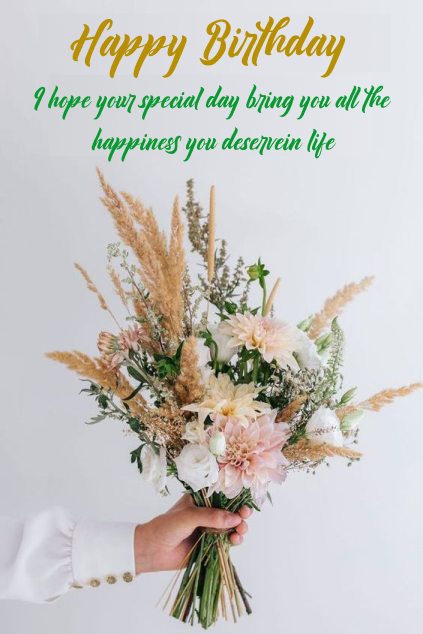 Happy Birthday
I hope your special day bring you all the
happiness you deservein life